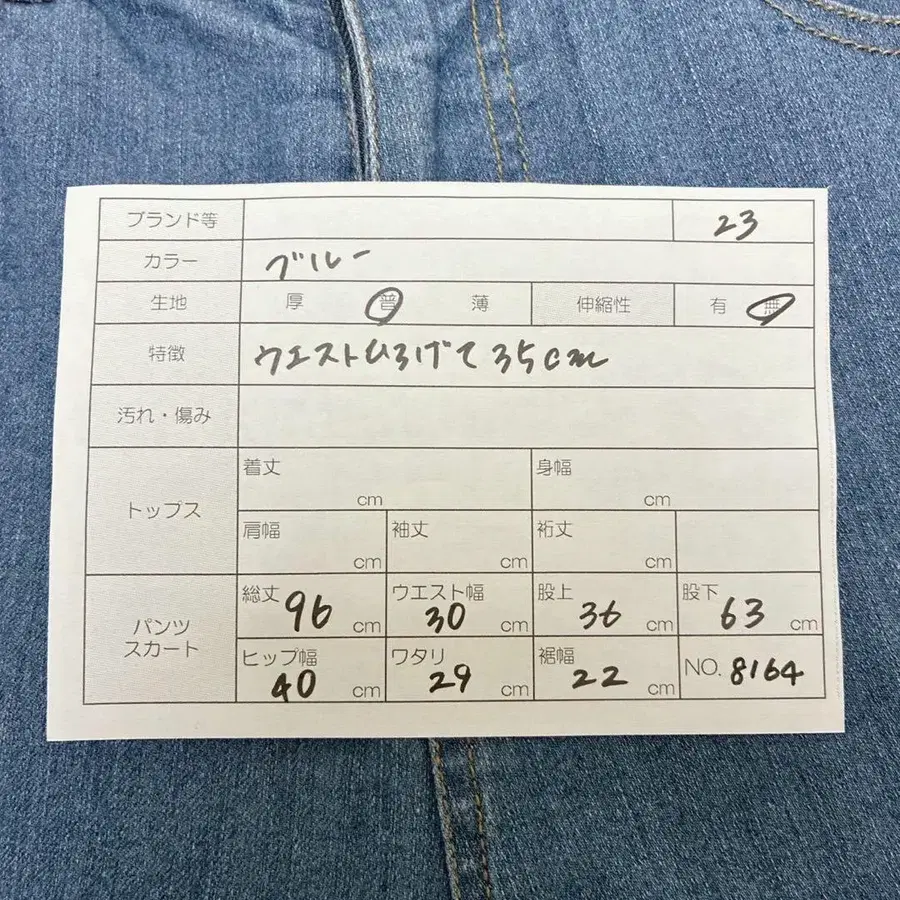 ブランド等 23
カラー ブルー
生地 厚 普 薄 伸縮性 有 無
特徴 ウエストひろげて35cm
汚れ・傷み
トップス
着丈 cm 身幅 cm
肩幅 cm 袖丈 cm 裄丈 cm
パンツ
スカート
総丈 96 cm ウエスト幅 30 cm 股上 36 cm 股下 63 cm
ヒップ幅 40 cm ワタリ 29 cm 裾幅 22 cm NO. 8164